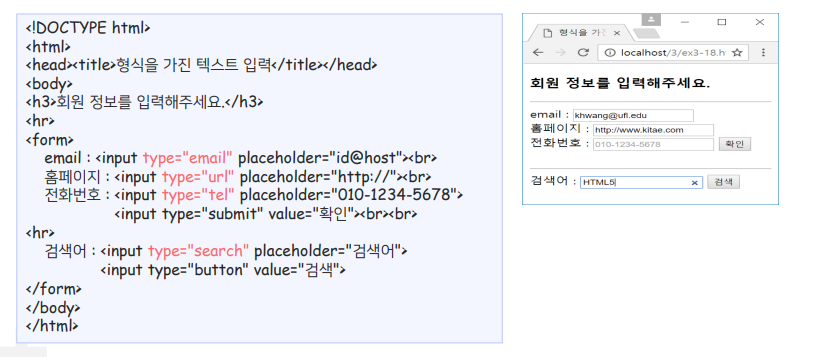 <!DOCTYPE html>
<html>
<head><title>형식을 가진 텍스트 입력</title></head>
<body>
<h3>회원 정보를 입력해주세요.</h3>
<hr>
<form>
email : <input type="email" placeholder="id@host"><br>
홈페이지 : <input type="url" placeholder="http://"><br>
전화번호 : <input type="tel" placeholder="010-1234-5678">
<input type="submit" value="확인"><br><br>
<hr>
검색어 : <input type="search" placeholder="검색어">
<input type="button" value="검색">
</form>
</body>
</html>
형식을 가
localhost/3/ex3-18.h
회원 정보를 입력해주세요.
email : khwang@ufl.edu
홈페이지 : http://www.kitae.com
전화번호 : 010-1234-5678 확인
검색어 : HTML5 검색